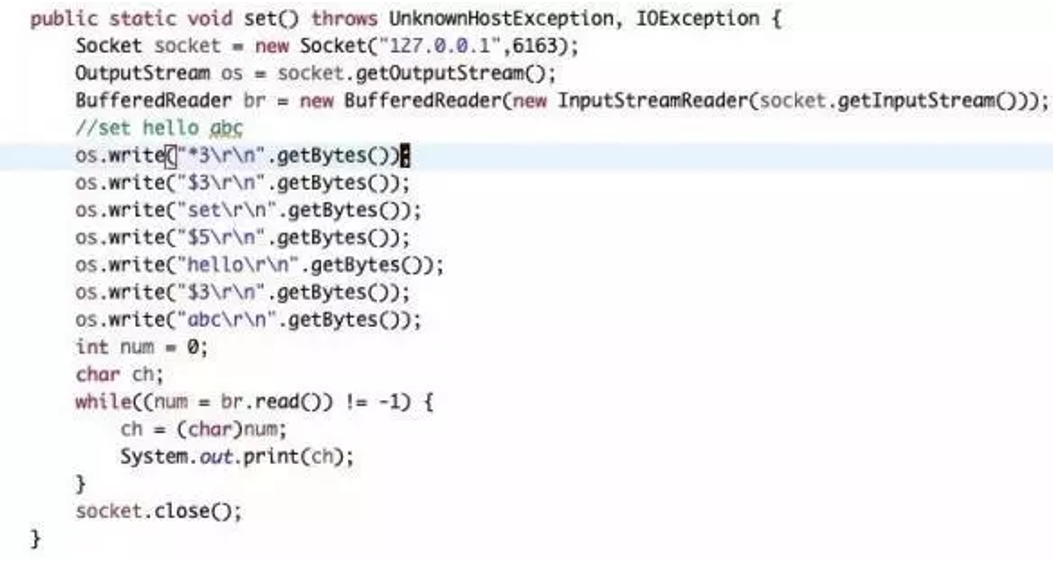 public static void set() throws UnknownHostException, IOException {
Socket socket = new Socket("127.0.0.1",6163);
OutputStream os = socket.getOutputStream();
BufferedReader br = new BufferedReader(new InputStreamReader(socket.getInputStream()));
//set hello abc
os.write("*3\r\n".getBytes());
os.write("$3\r\n".getBytes());
os.write("set\r\n".getBytes());
os.write("$5\r\n".getBytes());
os.write("hello\r\n".getBytes());
os.write("$3\r\n".getBytes());
os.write("abc\r\n".getBytes());
int num = 0;
char ch;
while((num = br.read()) != -1) {
ch = (char)num;
System.out.print(ch);
}
socket.close();
}